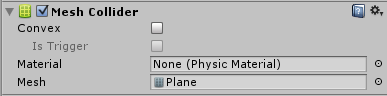 Mesh Collider
Convex
Is Trigger
Material None (Physic Material)
Mesh Plane